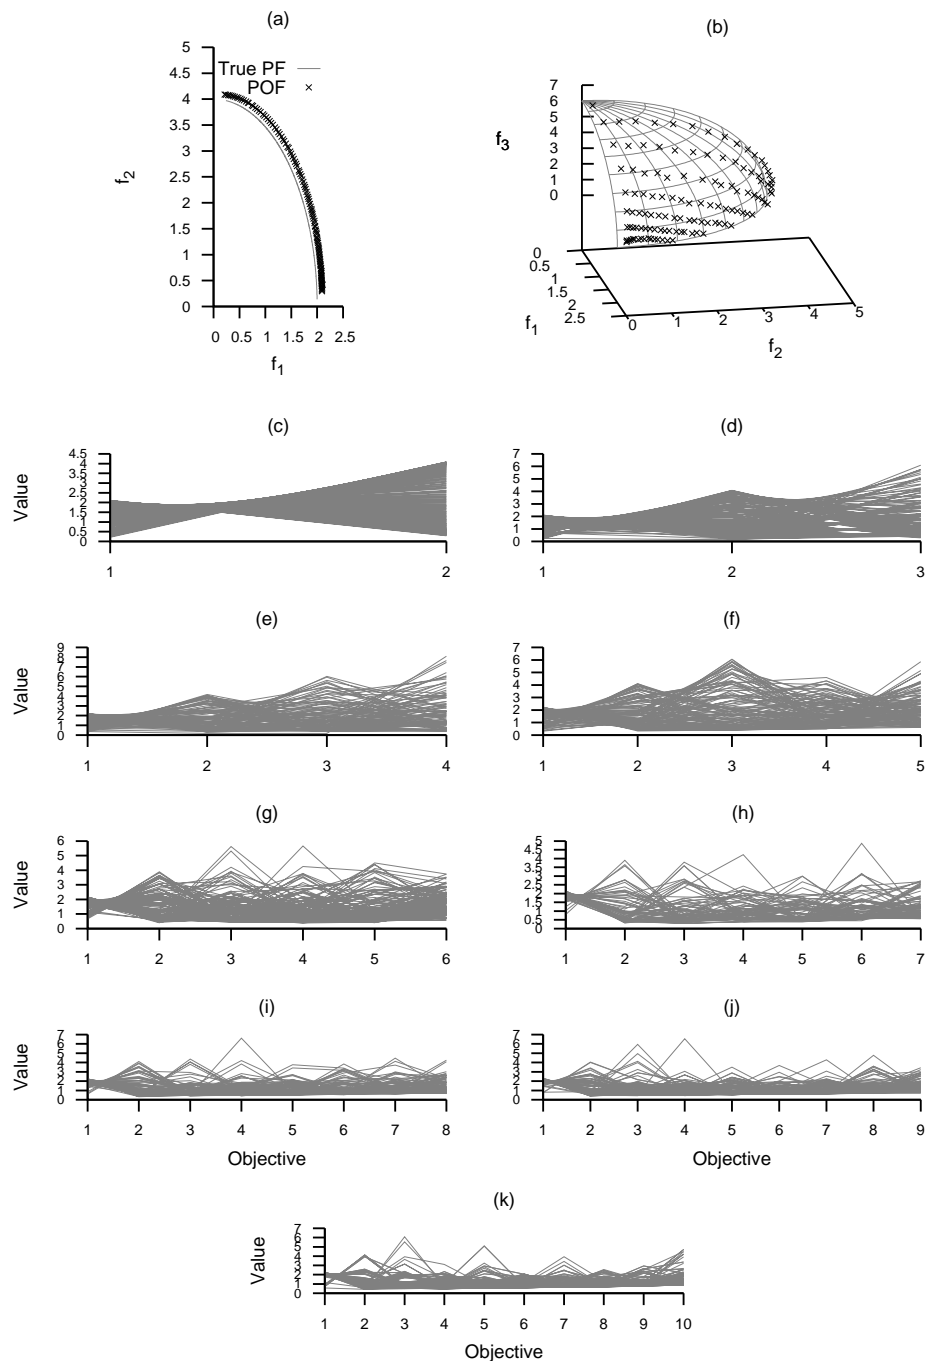 (a)
5
4.5
4
3.5
3
2.5
2
1.5
1
0.5
0
True PF
POF
f2
0 0.5 1 1.5 2 2.5
f1
(b)
7
6
5
4
3
2
1
0
f3
0
0.5
1
1.5
2
2.5
f1
0 1 2 3 4 5
f2
(c)
4.5
4
3.5
3
2.5
2
1.5
1
0.5
0
Value
1 2
(d)
7
6
5
4
3
2
1
0
1 2 3
(e)
9
8
7
6
5
4
3
2
1
0
Value
1 2 3 4
(f)
7
6
5
4
3
2
1
0
1 2 3 4 5
(g)
6
5
4
3
2
1
0
Value
1 2 3 4 5 6
(h)
5
4.5
4
3.5
3
2.5
2
1.5
1
0.5
0
1 2 3 4 5 6 7
(i)
7
6
5
4
3
2
1
0
Value
1 2 3 4 5 6 7 8
Objective
(j)
7
6
5
4
3
2
1
0
1 2 3 4 5 6 7 8 9
Objective
(k)
7
6
5
4
3
2
1
0
Value
1 2 3 4 5 6 7 8 9 10
Objective